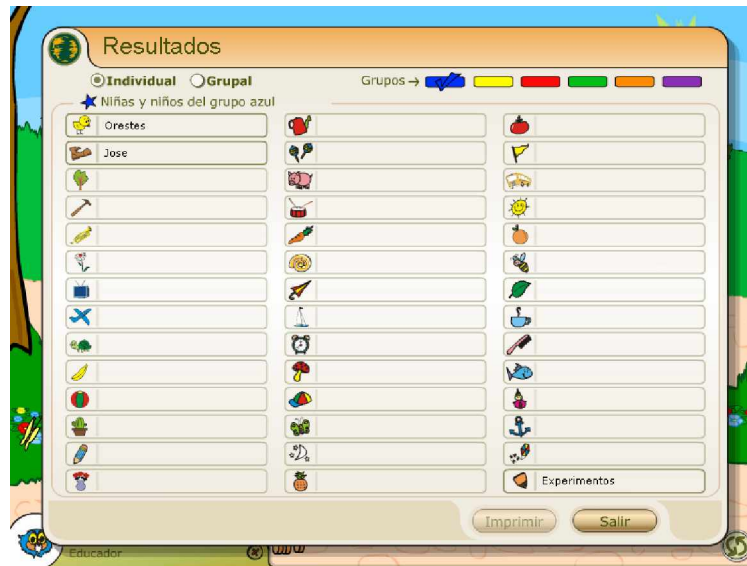 Resultados
Individual Grupal Grupos →
Niñas y niños del grupo azul
Orestes
Jose
Experimentos
Imprimir Salir
Educador